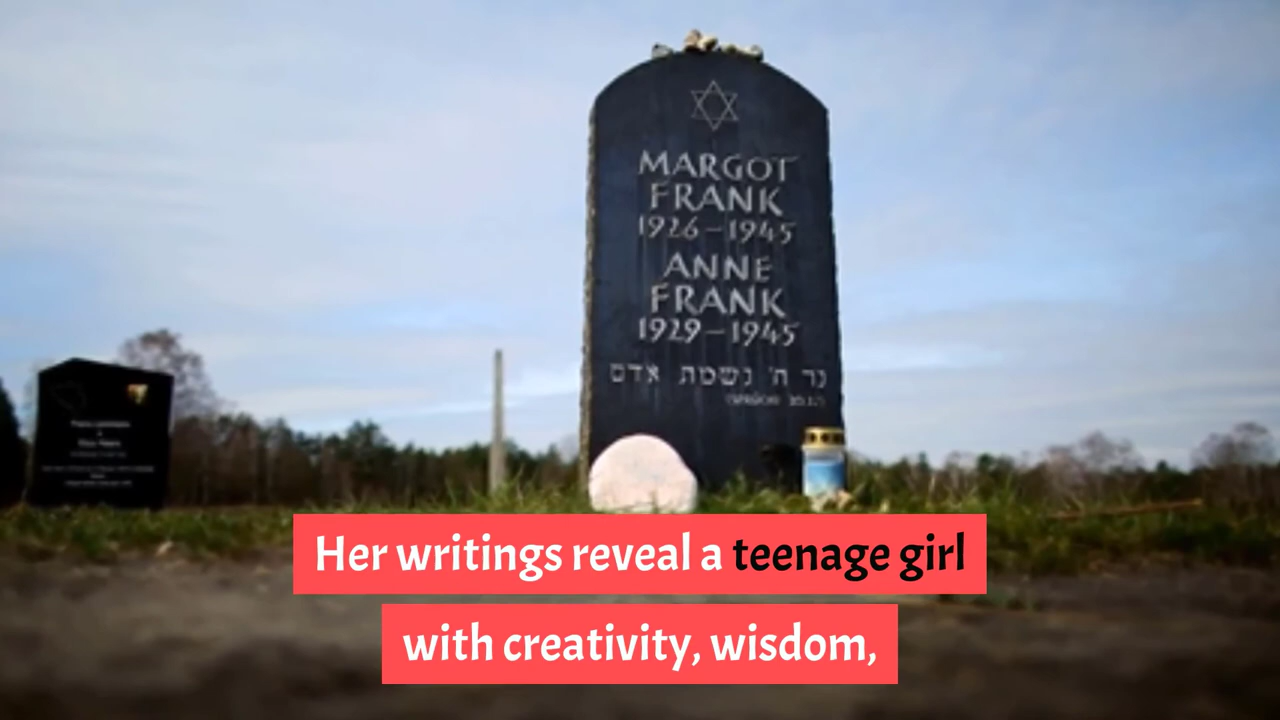 MARGOT
FRANK
1926–1945
ANNE
FRANK
1929–1945
נר ה' נשמת אדם
Her writings reveal a teenage girl
with creativity, wisdom,